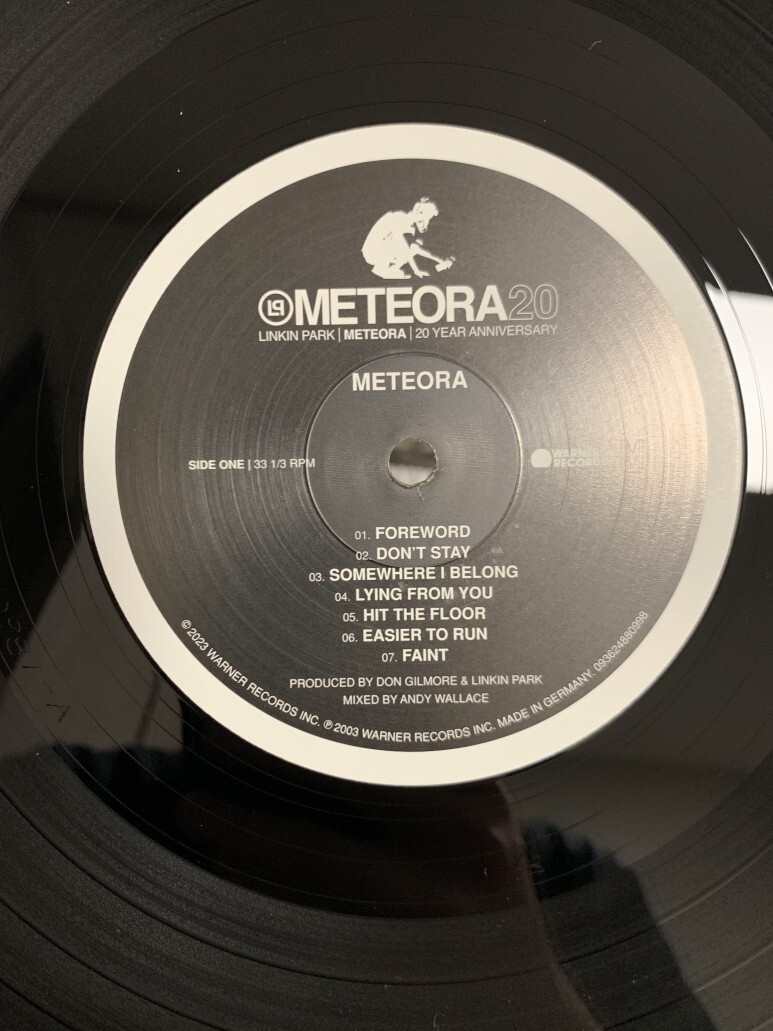 METEORA20
LINKIN PARK | METEORA | 20 YEAR ANNIVERSARY
METEORA
SIDE ONE | 33 1/3 RPM
WARNER
RECORDS
01. FOREWORD
02. DON'T STAY
03. SOMEWHERE I BELONG
04. LYING FROM YOU
05. HIT THE FLOOR
06. EASIER TO RUN
07. FAINT
PRODUCED BY DON GILMORE & LINKIN PARK
MIXED BY ANDY WALLACE
©2023 WARNER RECORDS INC. ℗2003 WARNER RECORDS INC. MADE IN GERMANY. 093624880998